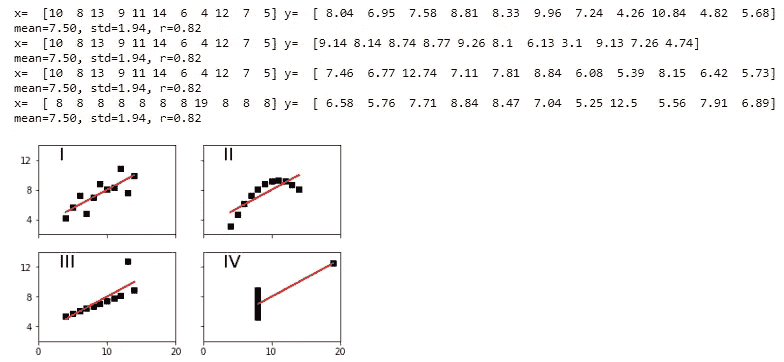 x= [10 8 13 9 11 14 6 4 12 7 5] y= [ 8.04 6.95 7.58 8.81 8.33 9.96 7.24 4.26 10.84 4.82 5.68]
mean=7.50, std=1.94, r=0.82
x= [10 8 13 9 11 14 6 4 12 7 5] y= [9.14 8.14 8.74 8.77 9.26 8.1 6.13 3.1 9.13 7.26 4.74]
mean=7.50, std=1.94, r=0.82
x= [10 8 13 9 11 14 6 4 12 7 5] y= [ 7.46 6.77 12.74 7.11 7.81 8.84 6.08 5.39 8.15 6.42 5.73]
mean=7.50, std=1.94, r=0.82
x= [ 8 8 8 8 8 8 8 19 8 8 8] y= [ 6.58 5.76 7.71 8.84 8.47 7.04 5.25 12.5 5.56 7.91 6.89]
mean=7.50, std=1.94, r=0.82
I II
12
8
4
III IV
12
8
4
0 10 20 0 10 20